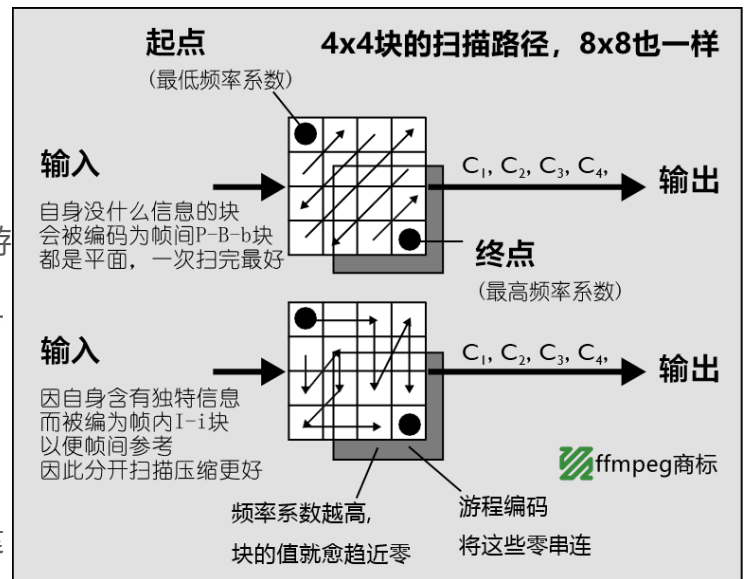 起点
4x4块的扫描路径，8x8也一样
(最低频率系数)
输入
C₁, C₂, C₃, C₄,
输出
自身没什么信息的块
会被编码为帧间P-B-b块
都是平面，一次扫完最好
终点
(最高频率系数)
输入
C₁, C₂, C₃, C₄,
输出
因自身含有独特信息
而被编为帧内I-i块
以便帧间参考
因此分开扫描压缩更好
ffmpeg商标
频率系数越高,
块的值就愈趋近零
游程编码
将这些零串连